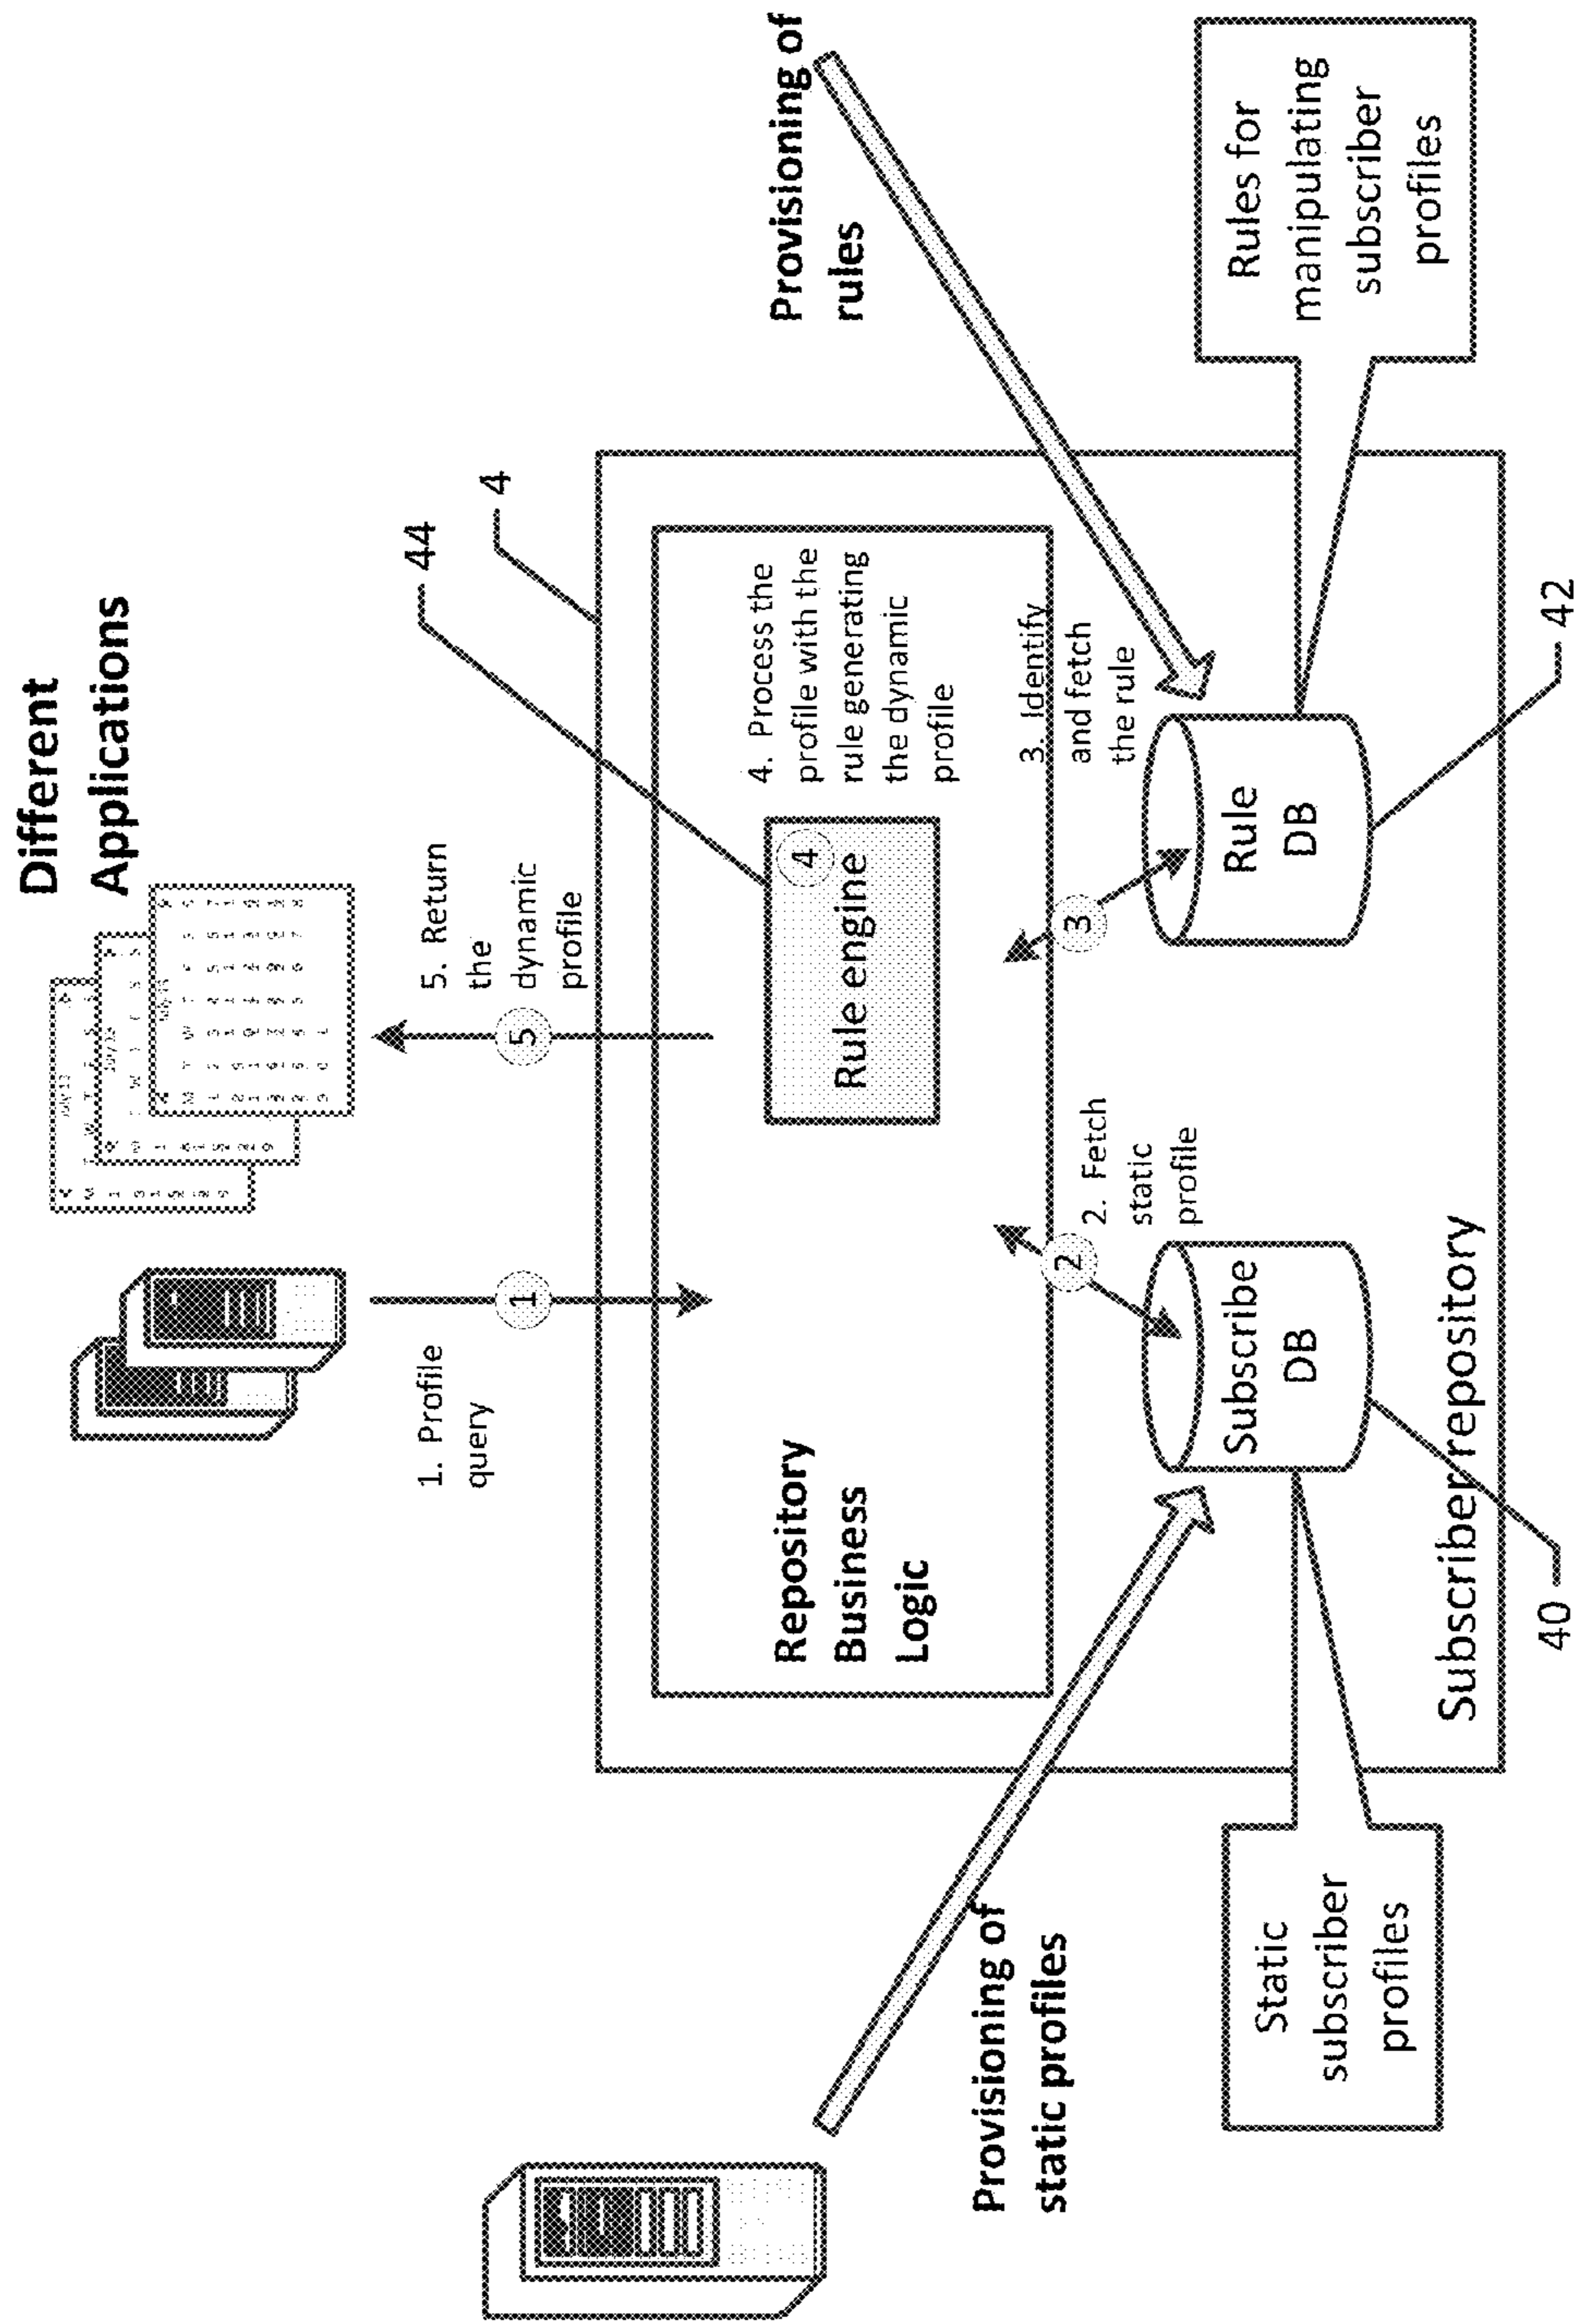 Different
Applications
1. Profile
query
5. Return
the
dynamic
profile
1
5
44
4
Repository
Business
Logic
Rule engine
4
4. Process the
profile with the
rule generating
the dynamic
profile
2
2. Fetch
static
profile
3
3. Identify
and fetch
the rule
Provisioning of
static profiles
Provisioning of
rules
Subscribe
DB
Rule
DB
Static
subscriber
profiles
Rules for
manipulating
subscriber
profiles
Subscriber repository
40
42